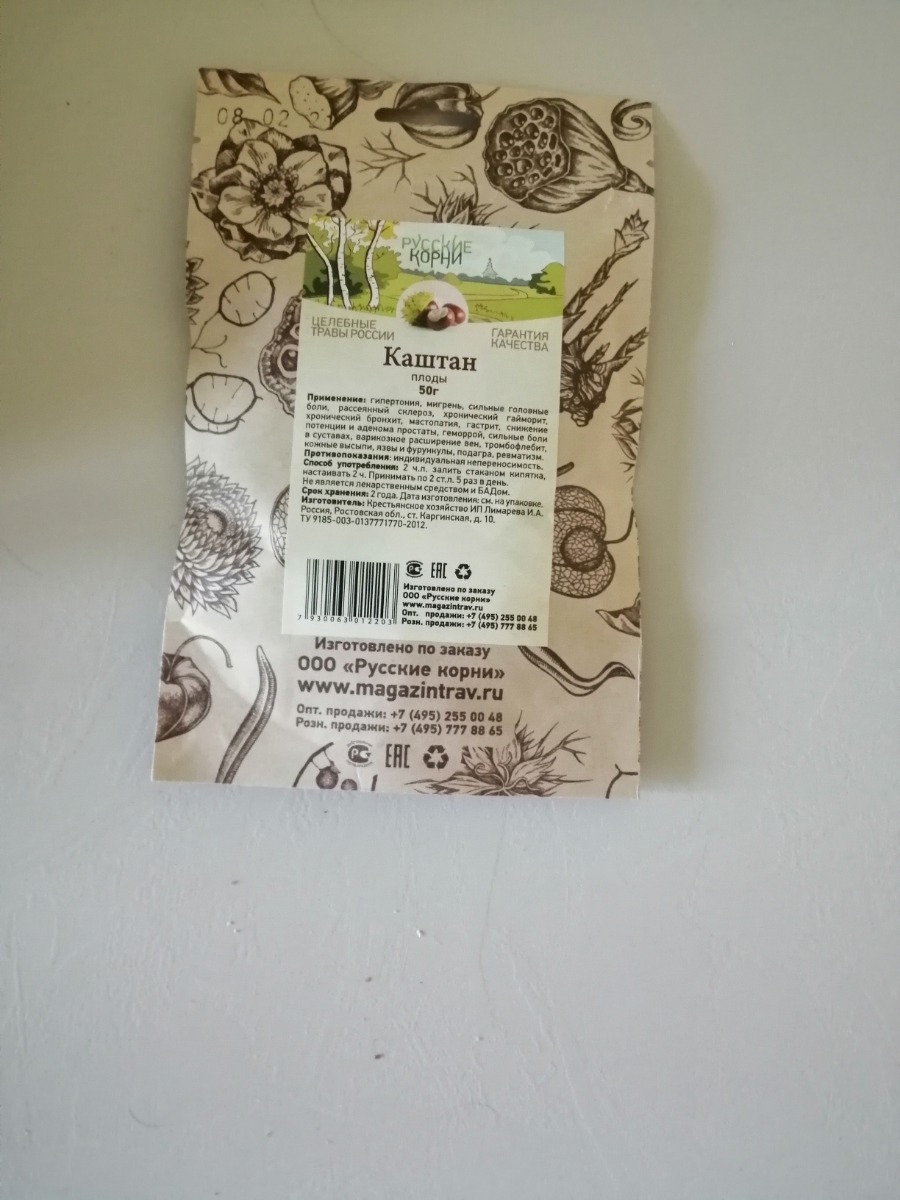 08 02 2
РУССКИЕ
КОРНИ
ЦЕЛЕБНЫЕ
ТРАВЫ РОССИИ
ГАРАНТИЯ
КАЧЕСТВА
Каштан
плоды
50г
Применение: гипертония, мигрень, сильные головные
боли, рассеянный склероз, хронический гайморит,
хронический бронхит, мастопатия, гастрит, снижение
потенции и аденома простаты, геморрой, сильные боли
в суставах, варикозное расширение вен, тромбофлебит,
кожные высыпи, язвы и фурункулы, подагра, ревматизм.
Противопоказания: индивидуальная непереносимость.
Способ употребления: 2 ч.л. залить стаканом кипятка,
настаивать 2 ч. Принимать по 2 ст.л. 5 раз в день.
Не является лекарственным средством и БАДом.
Срок хранения: 2 года. Дата изготовления: см. на упаковке.
Изготовитель: Крестьянское хозяйство ИП Лимарева И.А.
Россия, Ростовская обл., ст. Каргинская, д. 10,
ТУ 9185-003-0137771770-2012.
7 930063 012203
РС ЕАС
Изготовлено по заказу
ООО «Русские корни»
www.magazintrav.ru
Опт. продажи: +7 (495) 255 00 48
Розн. продажи: +7 (495) 777 88 65
Изготовлено по заказу
ООО «Русские корни»
www.magazintrav.ru
Опт. продажи: +7 (495) 255 00 48
Розн. продажи: +7 (495) 777 88 65
РС ЕАС